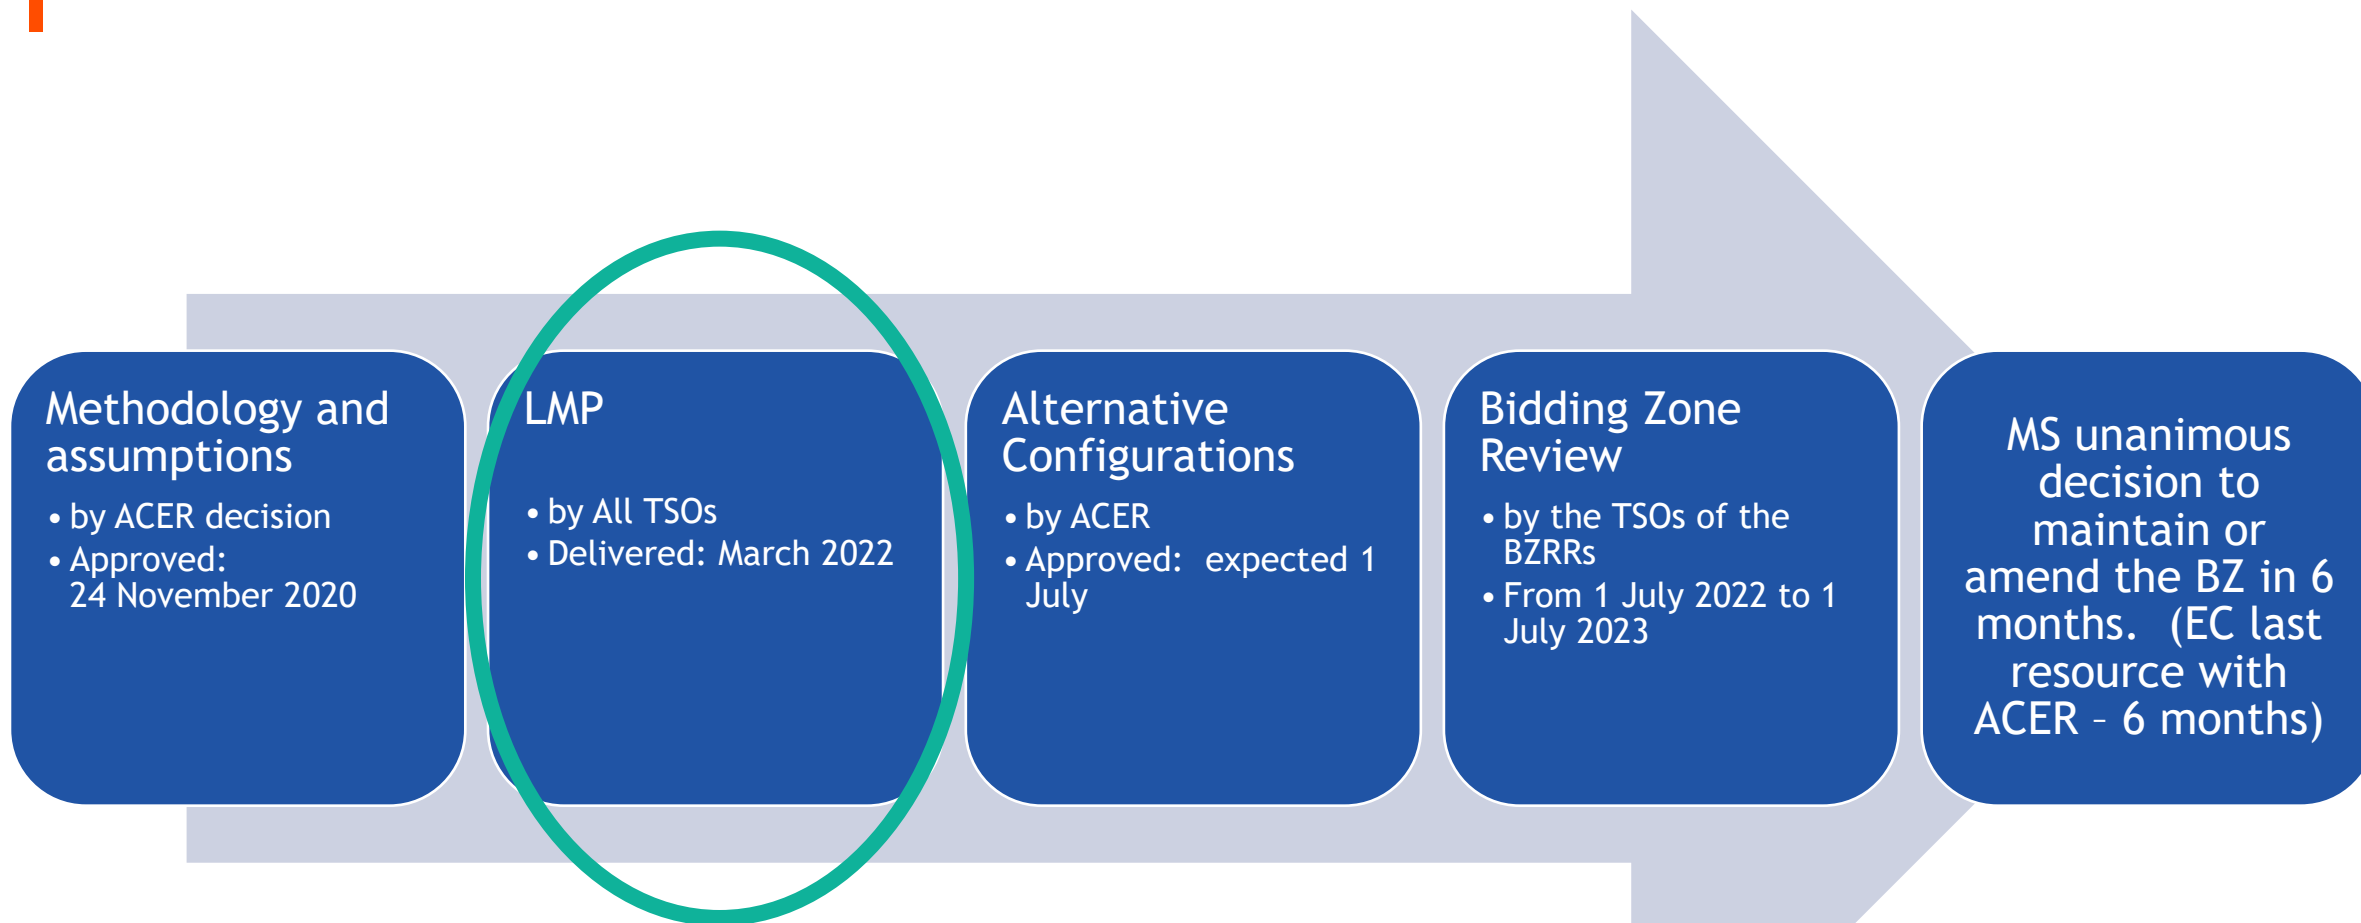 Methodology and
assumptions
• by ACER decision
• Approved:
24 November 2020
LMP
• by All TSOs
• Delivered: March 2022
Alternative
Configurations
• by ACER
• Approved: expected 1
July
Bidding Zone
Review
• by the TSOs of the
BZRRs
• From 1 July 2022 to 1
July 2023
MS unanimous
decision to
maintain or
amend the BZ in 6
months. (EC last
resource with
ACER – 6 months)